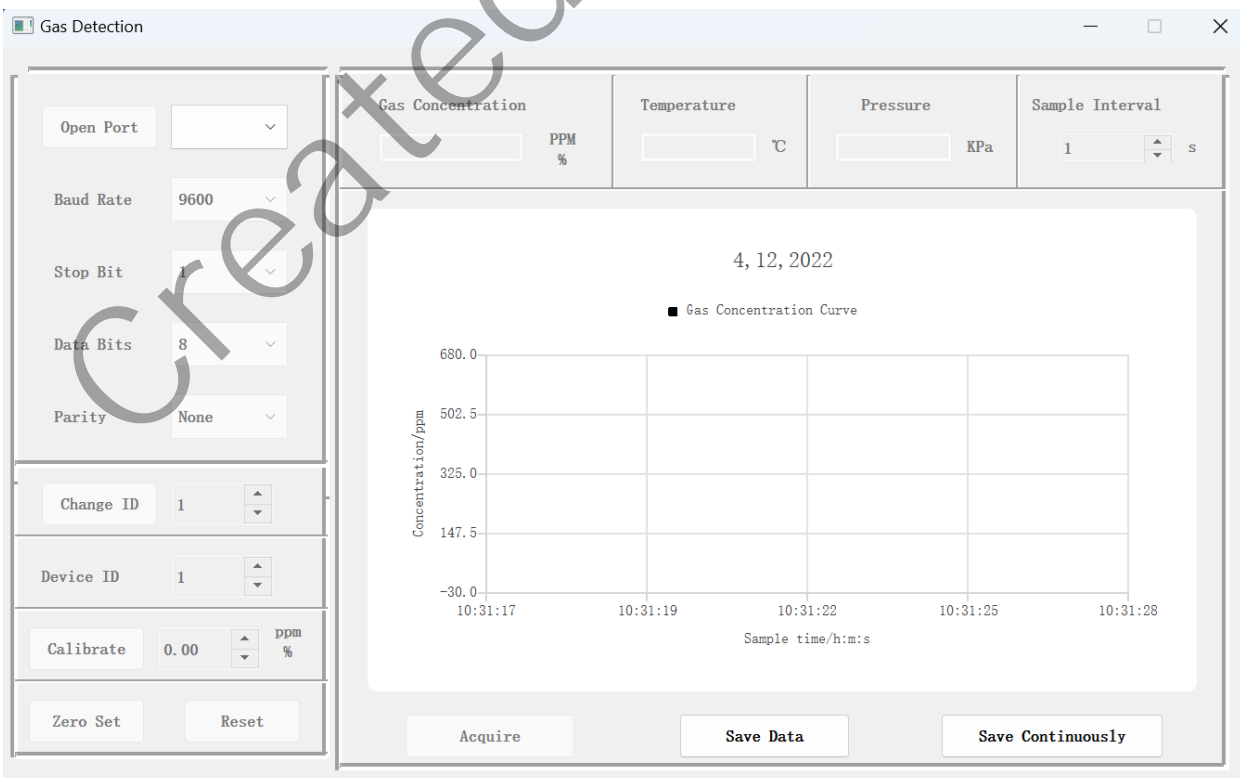 Gas Detection
Open Port
Baud Rate 9600
Stop Bit 1
Data Bits 8
Parity None
Change ID 1
Device ID 1
Calibrate 0.00 ppm
%
Zero Set Reset
Gas Concentration
PPM
%
Temperature
℃
Pressure
KPa
Sample Interval
1 s
4,12,2022
Gas Concentration Curve
680.0
502.5
325.0
147.5
-30.0
Concentration/ppm
10:31:17 10:31:19 10:31:22 10:31:25 10:31:28
Sample time/h:m:s
Acquire Save Data Save Continuously
Created